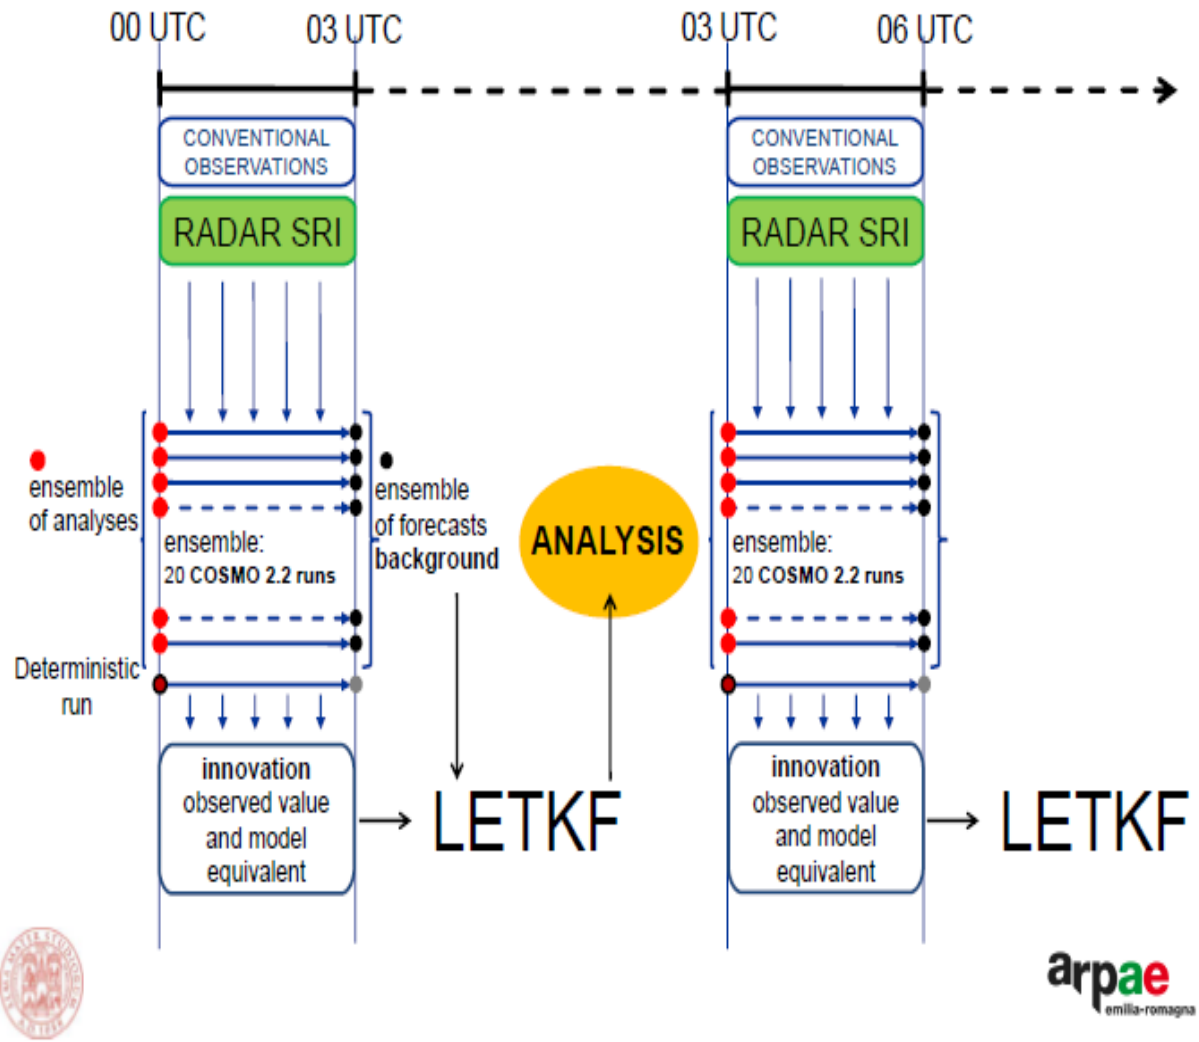 00 UTC
03 UTC
03 UTC
06 UTC
CONVENTIONAL
OBSERVATIONS
CONVENTIONAL
OBSERVATIONS
RADAR SRI
RADAR SRI
ensemble
of analyses
ensemble:
20 COSMO 2.2 runs
ensemble
of forecasts
background
ANALYSIS
ensemble:
20 COSMO 2.2 runs
Deterministic
run
innovation
observed value
and model
equivalent
LETKF
innovation
observed value
and model
equivalent
LETKF
arpae
emilia-romagna